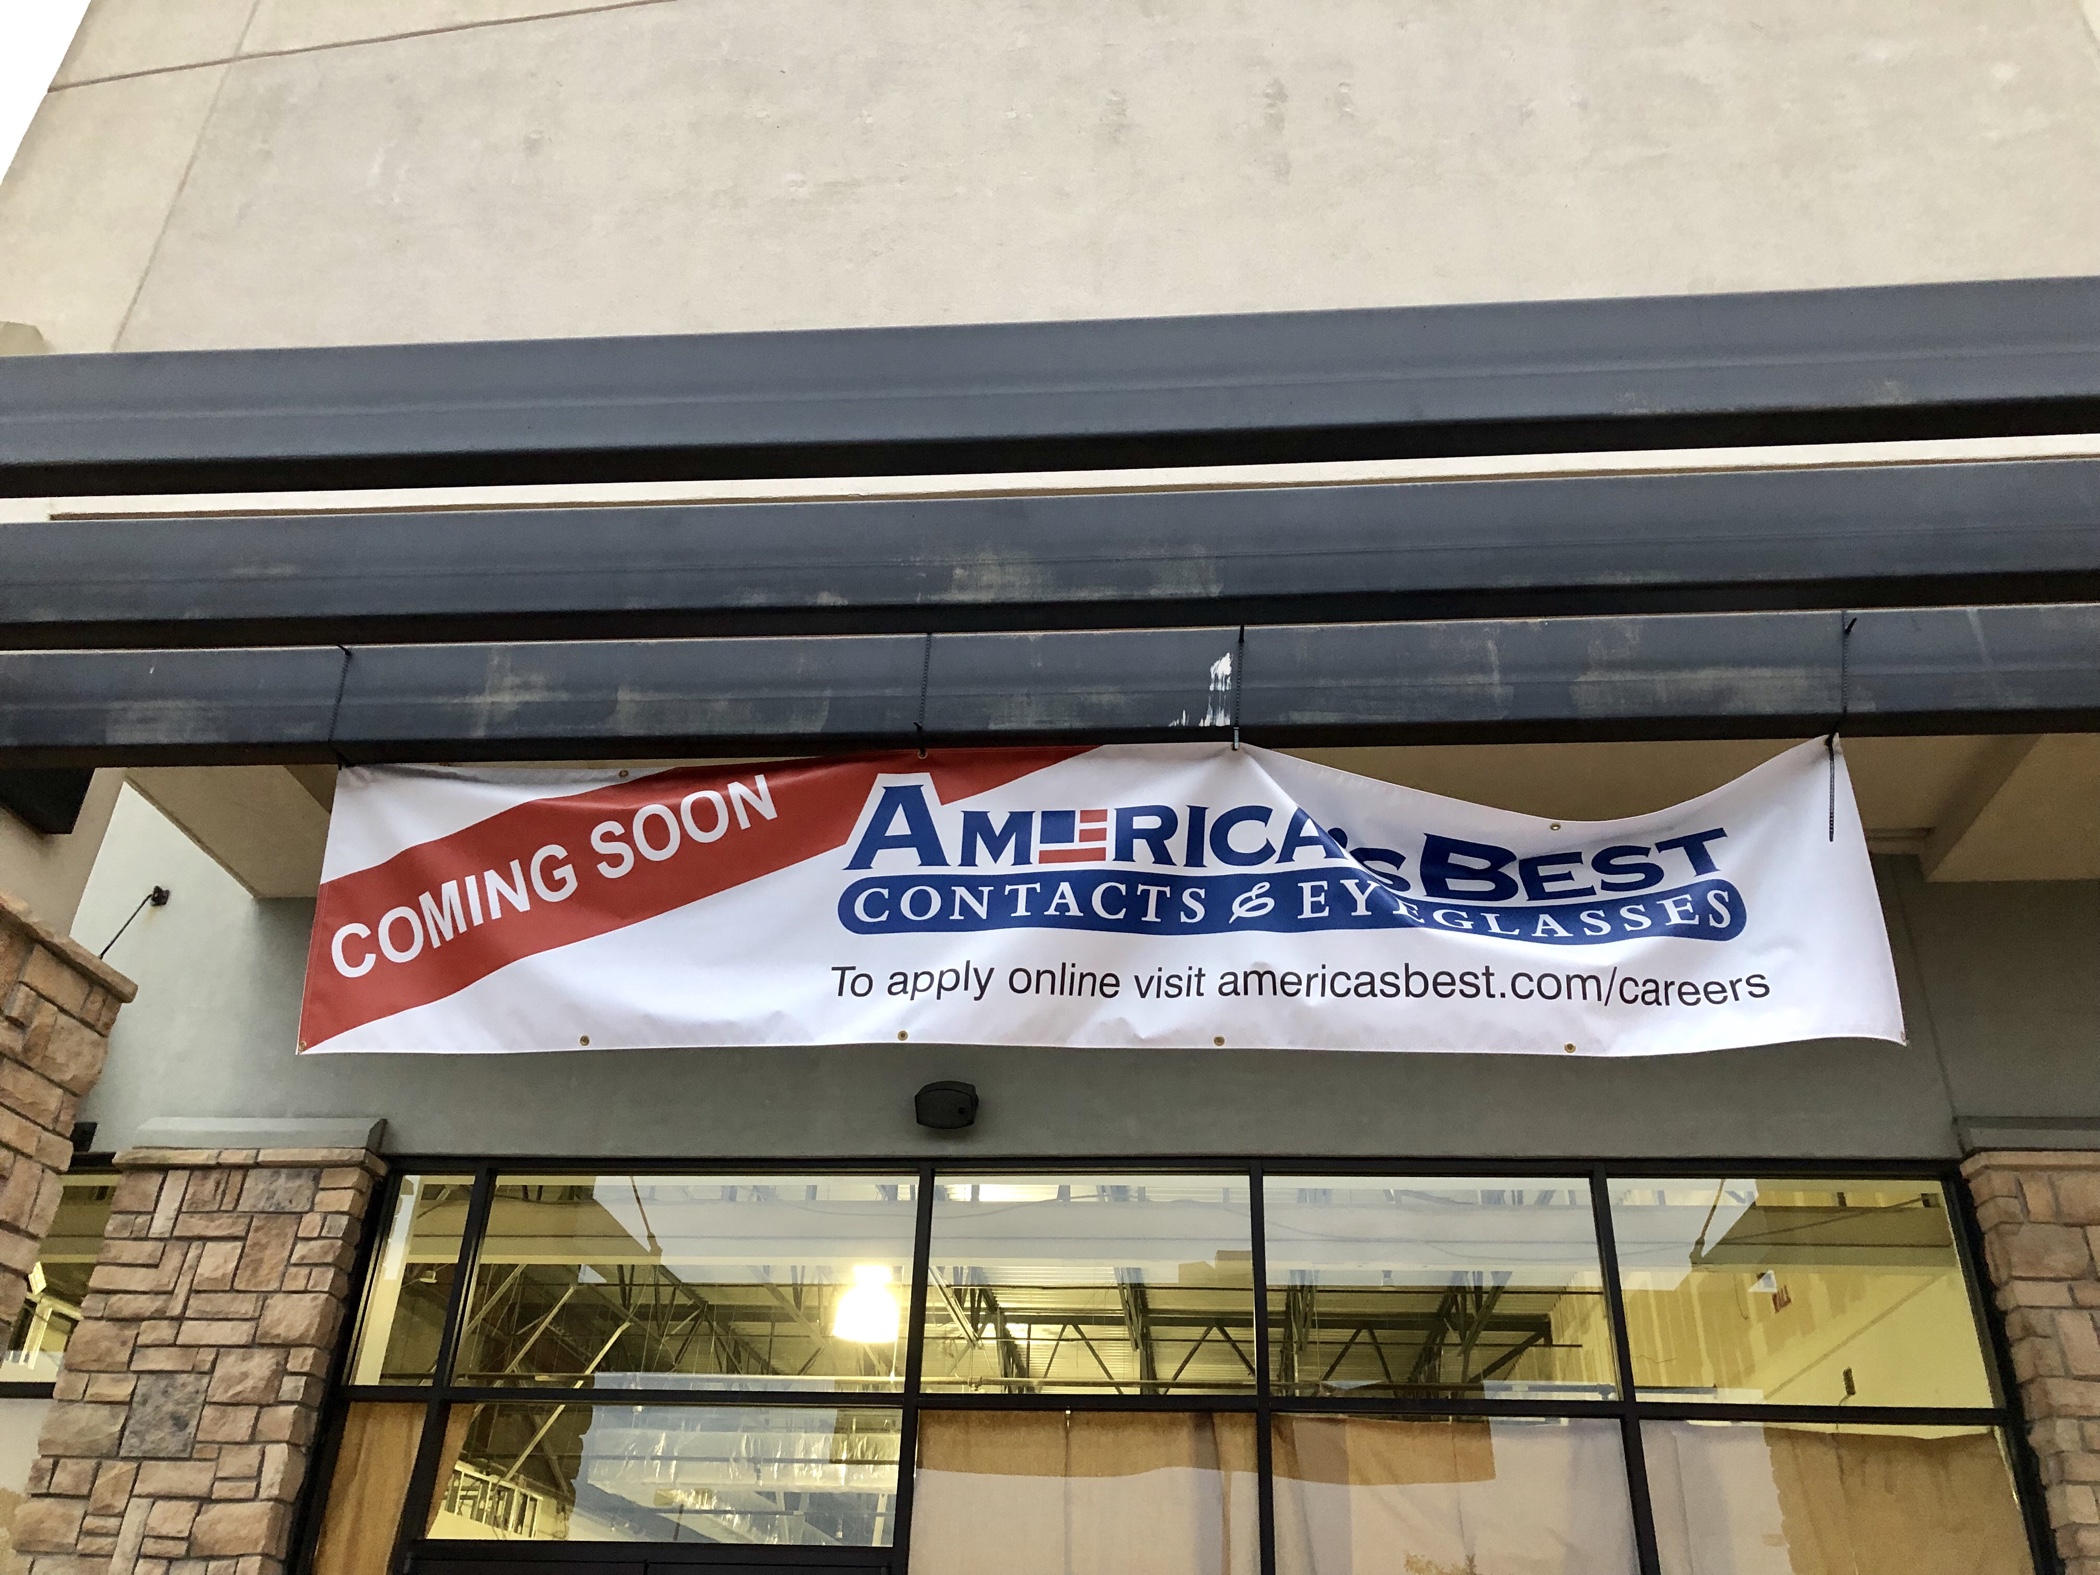 COMING SOON
AMERICA'S BEST
CONTACTS & EYEGLASSES
To apply online visit americasbest.com/careers